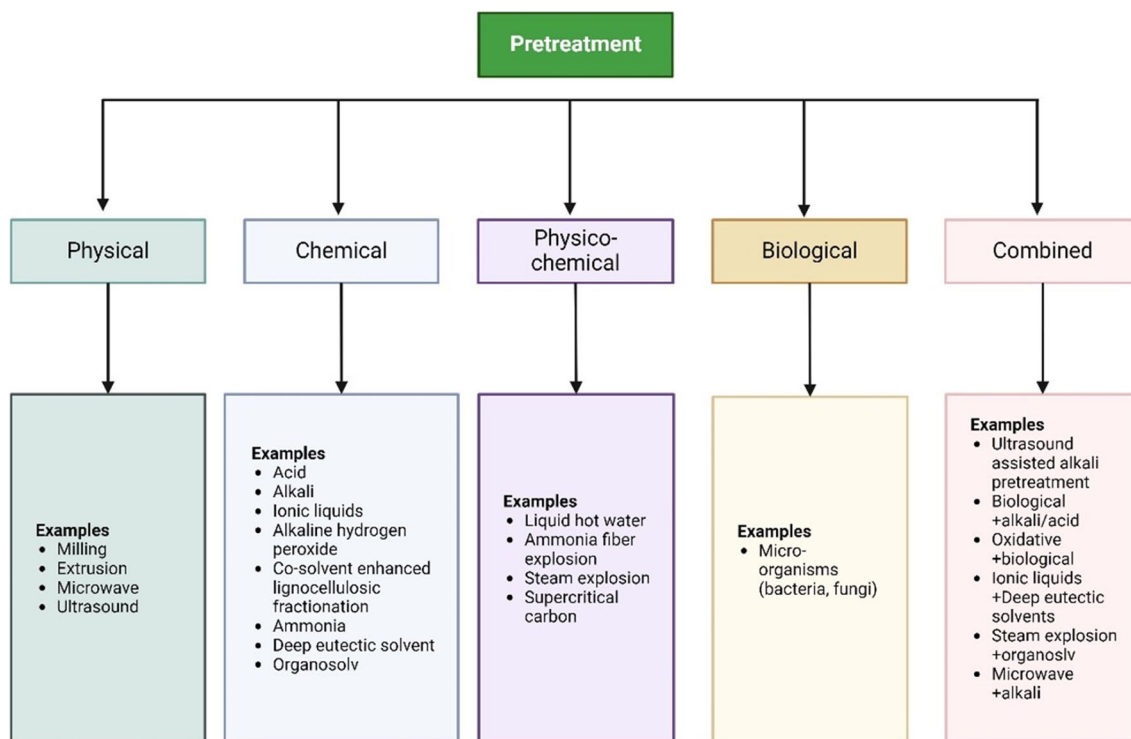 Pretreatment
Physical
Chemical
Physico-
chemical
Biological
Combined
Examples
• Milling
• Extrusion
• Microwave
• Ultrasound
Examples
• Acid
• Alkali
• Ionic liquids
• Alkaline hydrogen
peroxide
• Co-solvent enhanced
lignocellulosic
fractionation
• Ammonia
• Deep eutectic solvent
• Organosolv
Examples
• Liquid hot water
• Ammonia fiber
explosion
• Steam explosion
• Supercritical
carbon
Examples
• Micro-
organisms
(bacteria, fungi)
Examples
• Ultrasound
assisted alkali
pretreatment
• Biological
+alkali/acid
• Oxidative
+biological
• Ionic liquids
+Deep eutectic
solvents
• Steam explosion
+organoslv
• Microwave
+alkali